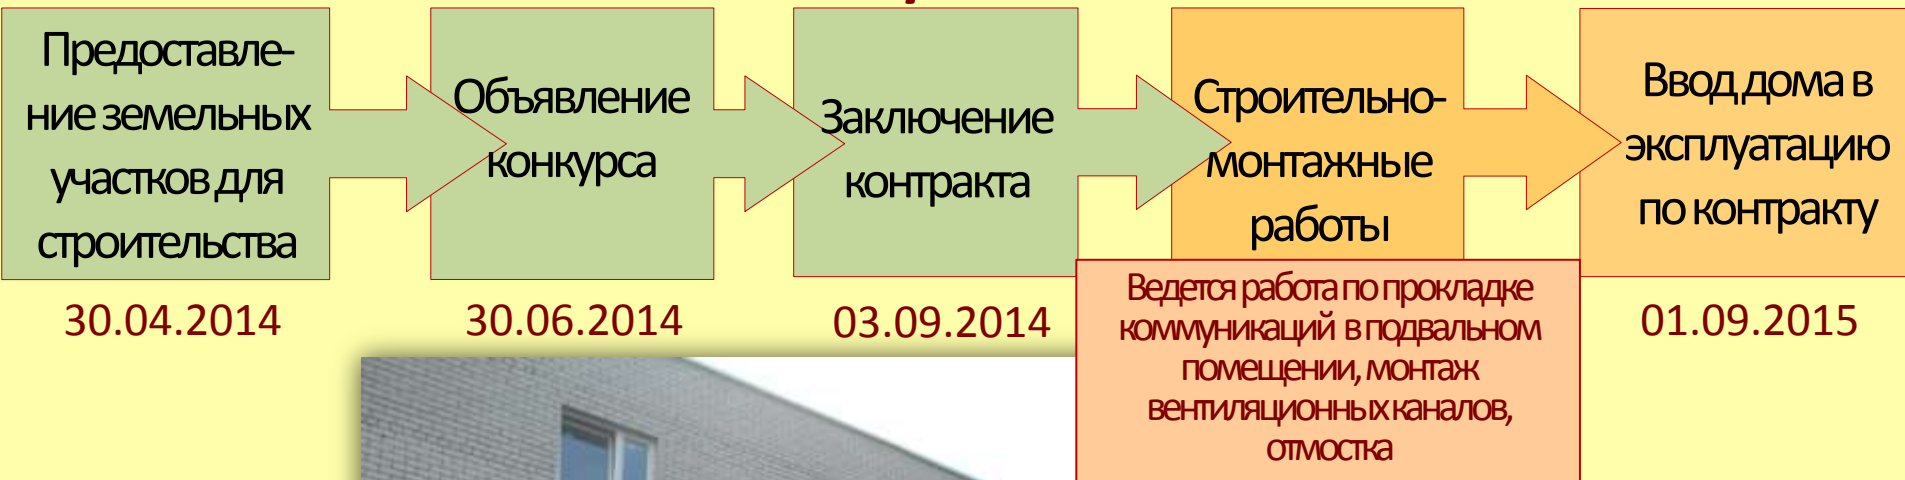 Предоставле-
ние земельных
участков для
строительства
30.04.2014
Объявление
конкурса
30.06.2014
Заключение
контракта
03.09.2014
Строительно-
монтажные
работы
Ведется работа по прокладке
коммуникаций в подвальном
помещении, монтаж
вентиляционных каналов,
отмостка
Ввод дома в
эксплуатацию
по контракту
01.09.2015